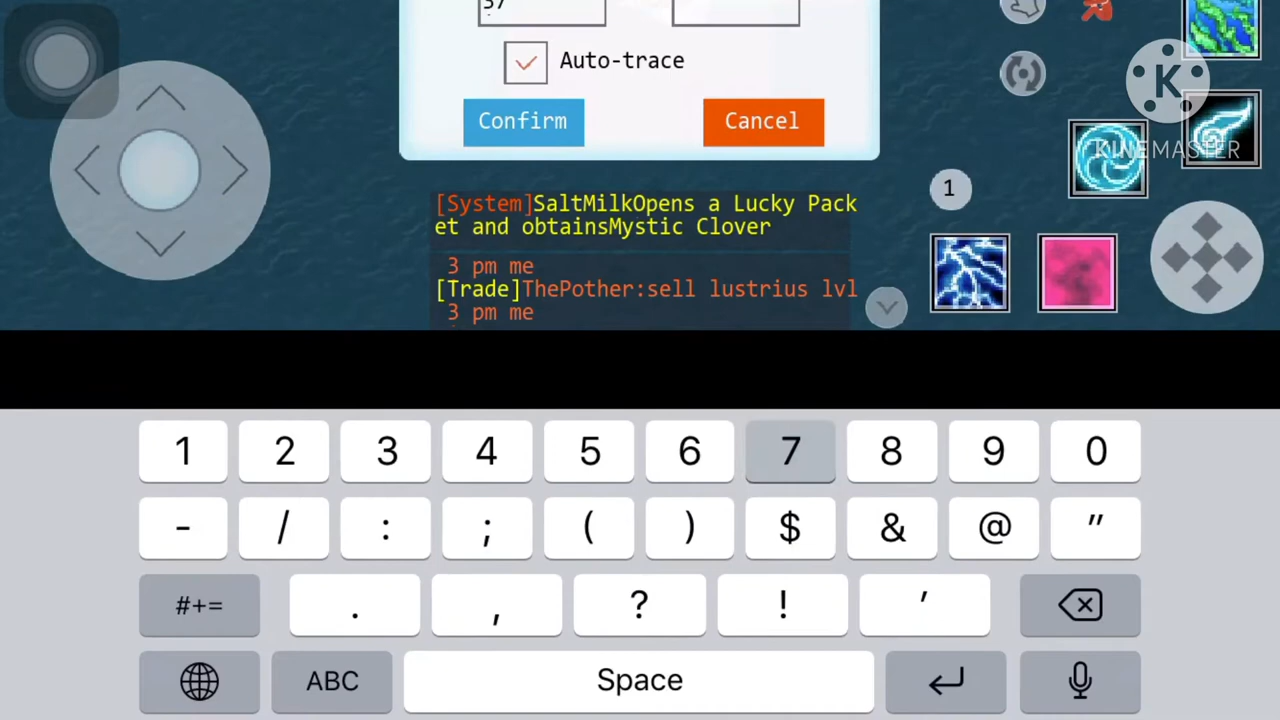 37
Auto-trace
Confirm
Cancel
K
KINEMASTER
1
[System]SaltMilkOpens a Lucky Pack
et and obtainsMystic Clover
3 pm me
[Trade]ThePother:sell lustrius lvl
3 pm me
1 2 3 4 5 6 7 8 9 0
- / : ; ( ) $ & @ "
#+= . , ? ! '
ABC Space